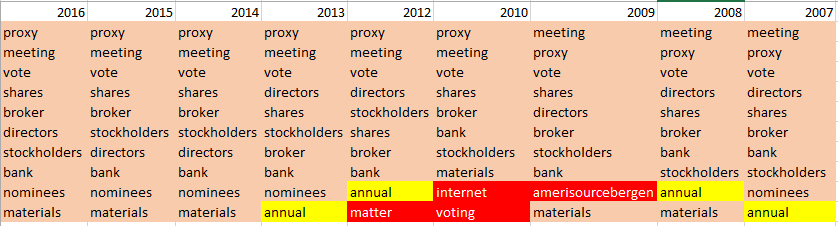 2016 2015 2014 2013 2012 2010 2009 2008 2007
proxy proxy proxy proxy proxy proxy meeting meeting meeting
meeting meeting meeting meeting meeting meeting proxy proxy proxy
vote vote vote vote vote vote vote vote vote
shares shares shares directors directors shares shares directors directors
broker broker broker shares stockholders broker directors shares shares
directors stockholders stockholders stockholders shares bank broker broker broker
stockholders directors directors broker broker stockholders stockholders bank bank
bank bank bank bank bank materials bank stockholders stockholders
nominees nominees nominees nominees annual internet amerisourcebergen annual nominees
materials materials materials annual matter voting materials materials annual